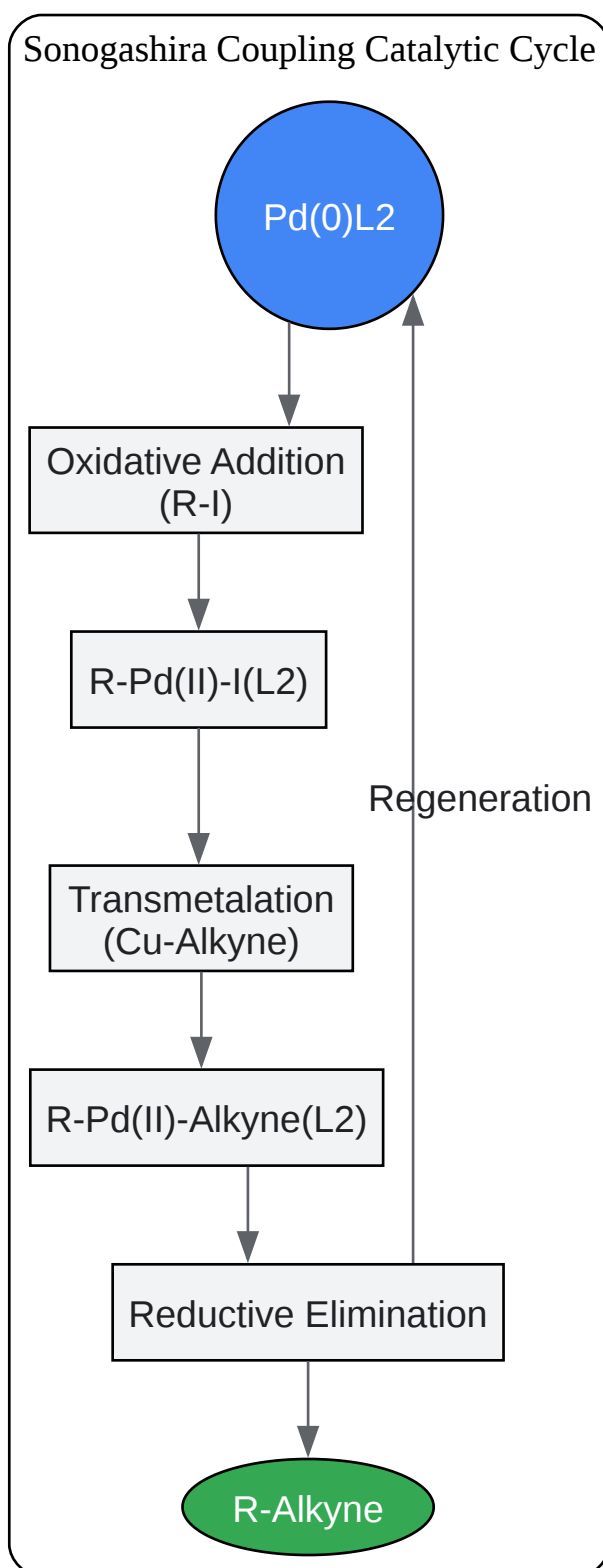 Sonogashira Coupling Catalytic Cycle
Pd(0)L2
Oxidative Addition
(R-I)
R-Pd(II)-I(L2)
Regeneration
Transmetalation
(Cu-Alkyne)
R-Pd(II)-Alkyne(L2)
Reductive Elimination
R-Alkyne